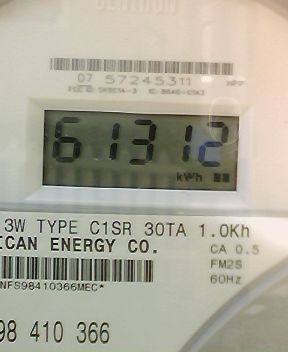 CENTRON
07 57245311
61312
kWh
3W TYPE C1SR 30TA 1.0Kh
ICAN ENERGY CO.
CA 0.5
FM2S
60Hz
NFS98410366MEC*
98 410 366